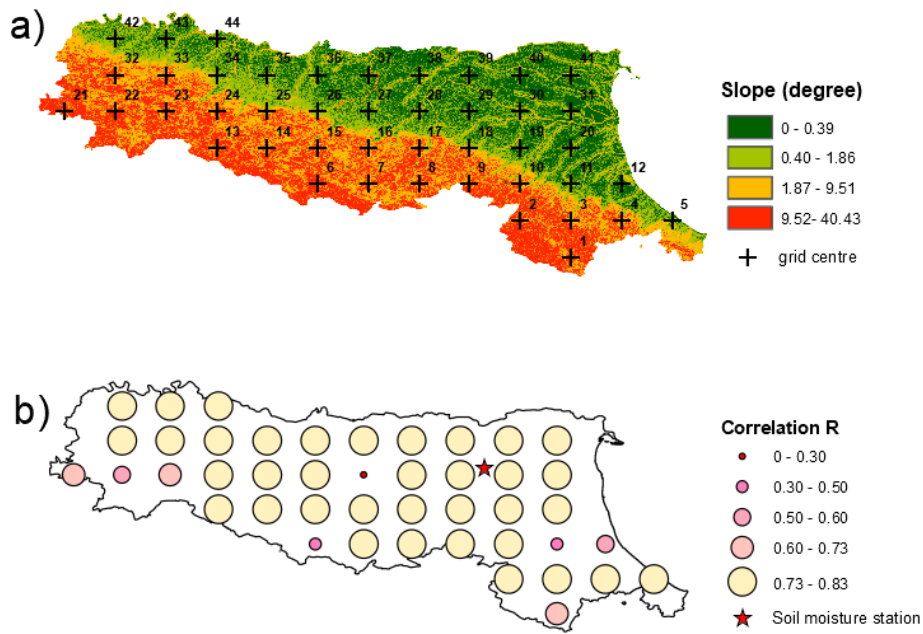 a)
42 43 44
32 33 34 35 36 37 38 39 40 41
21 22 23 24 25 26 27 28 29 30 31
13 14 15 16 17 18 19 20
6 7 8 9 10 11 12
2 3 4 5
1
Slope (degree)
0 - 0.39
0.40 - 1.86
1.87 - 9.51
9.52- 40.43
grid centre
b)
Correlation R
0 - 0.30
0.30 - 0.50
0.50 - 0.60
0.60 - 0.73
0.73 - 0.83
Soil moisture station